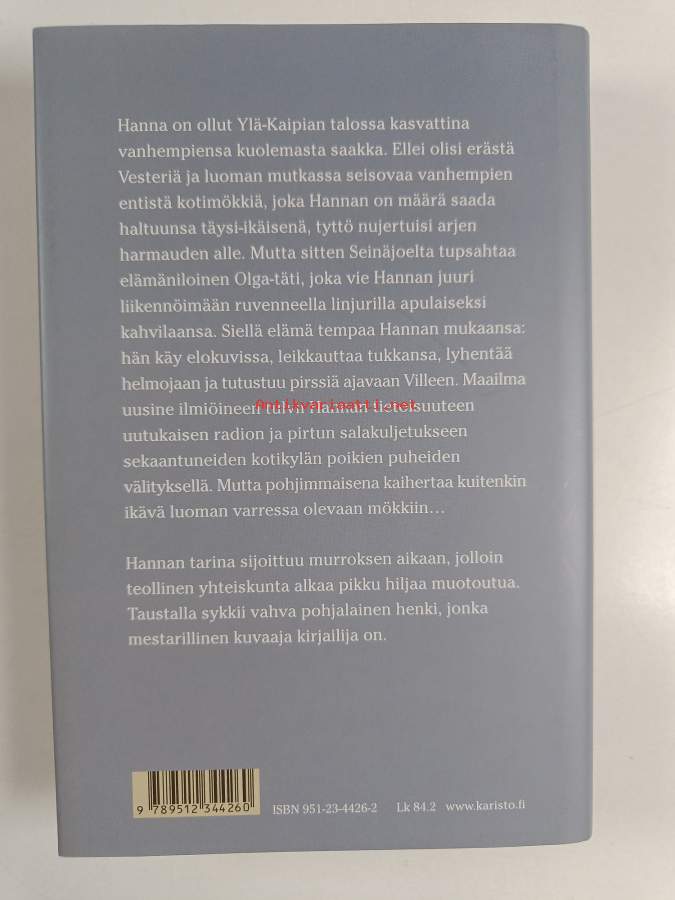 Hanna on ollut Ylä-Kaipian talossa kasvattina
vanhempiensa kuolemasta saakka. Ellei olisi erästä
Vesteriä ja luoman mutkassa seisovaa vanhempien
entistä kotimökkiä, joka Hannan on määrä saada
haltuunsa täysi-ikäisenä, tyttö nujertuisi arjen
harmauden alle. Mutta sitten Seinäjoelta tupsahtaa
elämäniloinen Olga-täti, joka vie Hannan juuri
liikennöimään ruvenneella linjurilla apulaiseksi
kahvilaansa. Siellä elämä tempaa Hannan mukaansa:
hän käy elokuvissa, leikkauttaa tukkansa, lyhentää
helmojaan ja tutustuu pirssiä ajavaan Villeen. Maailma
uusine ilmiöineen tietoisuuteen
Antikvariaatti.net
uutukaisen radion ja pirtun salakuljetukseen
sekaantuneiden kotikylän poikien puheiden
välityksellä. Mutta pohjimmaisena kaihertaa kuitenkin
ikävä luoman varressa olevaan mökkiin...
Hannan tarina sijoittuu murroksen aikaan, jolloin
teollinen yhteiskunta alkaa pikku hiljaa muotoutua.
Taustalla sykkii vahva pohjalainen henki, jonka
mestarillinen kuvaaja kirjailija on.
9 789512 344260
ISBN 951-23-4426-2 Lk 84.2 www.karisto.fi